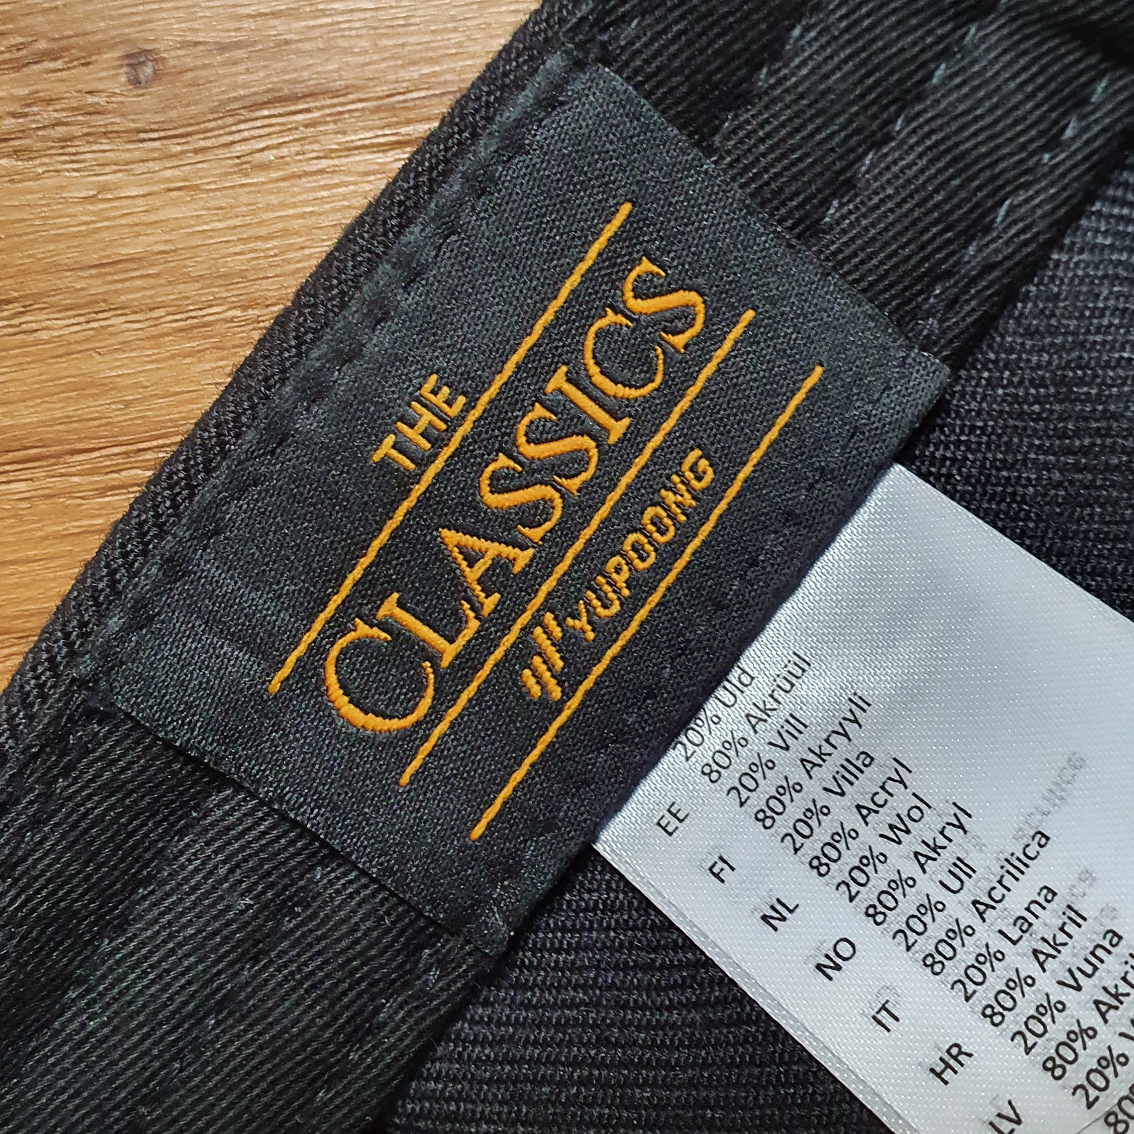 THE
CLASSICS
YUPOONG
20% Uld
EE 80% Akrüül
20% Vill
FI 80% Akryyli
20% Villa
NL 80% Acryl
20% Wol
NO 80% Akryl
20% Ull
IT 80% Acrilica
20% Lana
HR 80% Akril
20% Vuna
LV 80%
20%